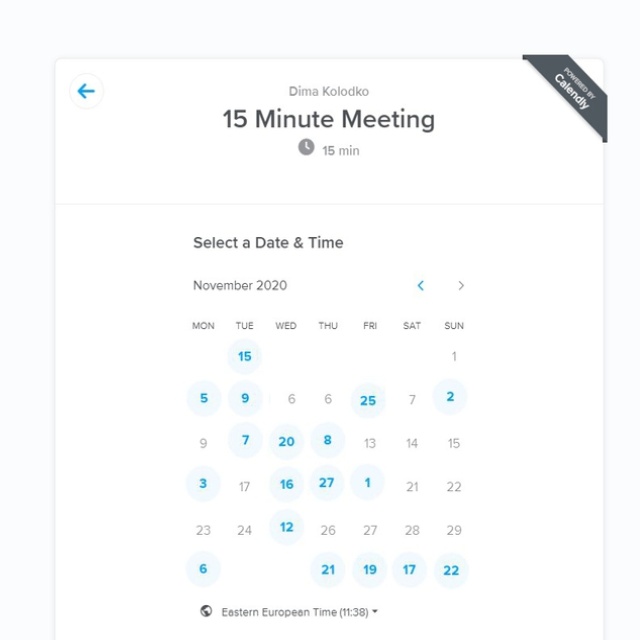 POWERED BY
Calendly
Dima Kolodko
15 Minute Meeting
15 min
Select a Date & Time
November 2020
MON TUE WED THU FRI SAT SUN
15 1
5 9 6 6 25 7 2
9 7 20 8 13 14 15
3 17 16 27 1 21 22
23 24 12 26 27 28 29
6 21 19 17 22
Eastern European Time (11:38)